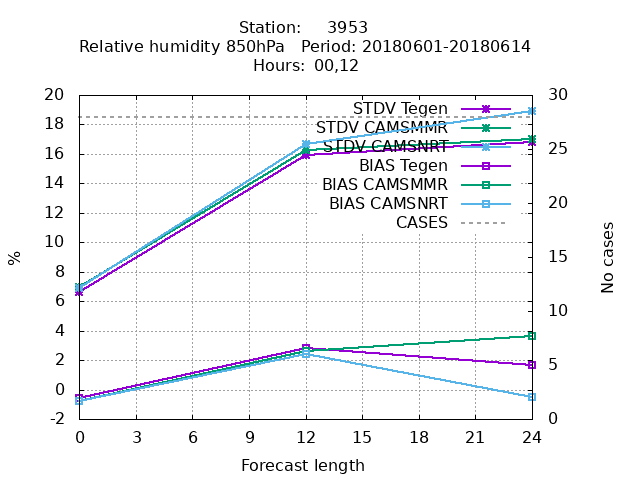 Station: 3953
Relative humidity 850hPa Period: 20180601-20180614
Hours: 00,12
20
18
16
14
12
10
8
6
4
2
0
-2
%
STDV Tegen
STDV CAMSMMR
STDV CAMSNRT
BIAS Tegen
BIAS CAMSMMR
BIAS CAMSNRT
CASES
30
25
20
15
10
5
0
No cases
0 3 6 9 12 15 18 21 24
Forecast length